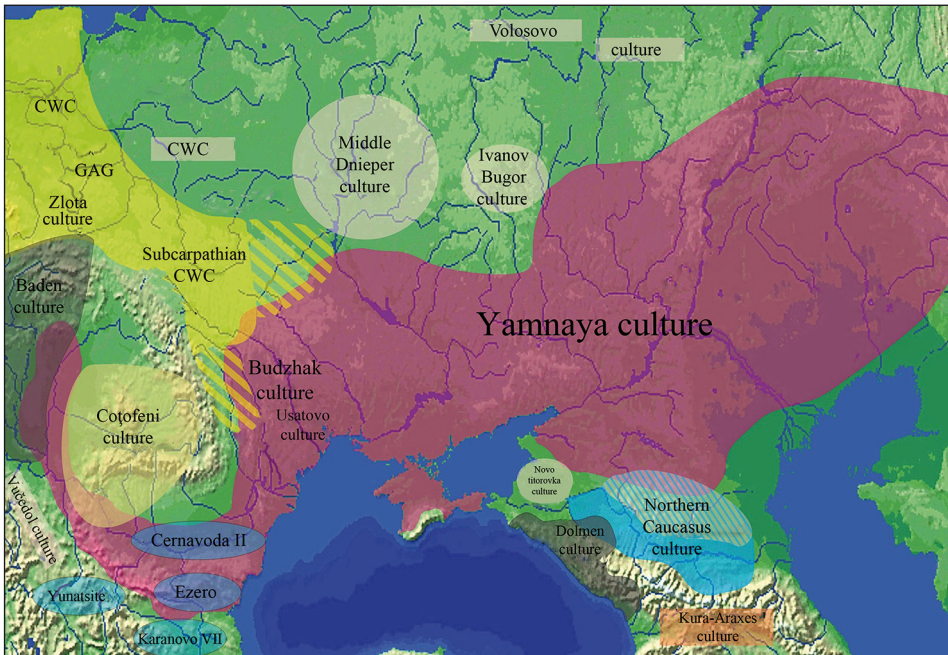 Volosovo
culture
CWC
CWC
Middle
Dnieper
culture
Ivanov
Bugor
culture
GAG
Zlota
culture
Subcarpathian
CWC
Baden
culture
Yamnaya culture
Budzhak
culture
Usatovo
culture
Coţofeni
culture
Novo
titorovka
culture
Northern
Caucasus
culture
Vučedol culture
Dolmen
culture
Cernavoda II
Yunatsite
Ezero
Kura-Araxes
culture
Karanovo VII